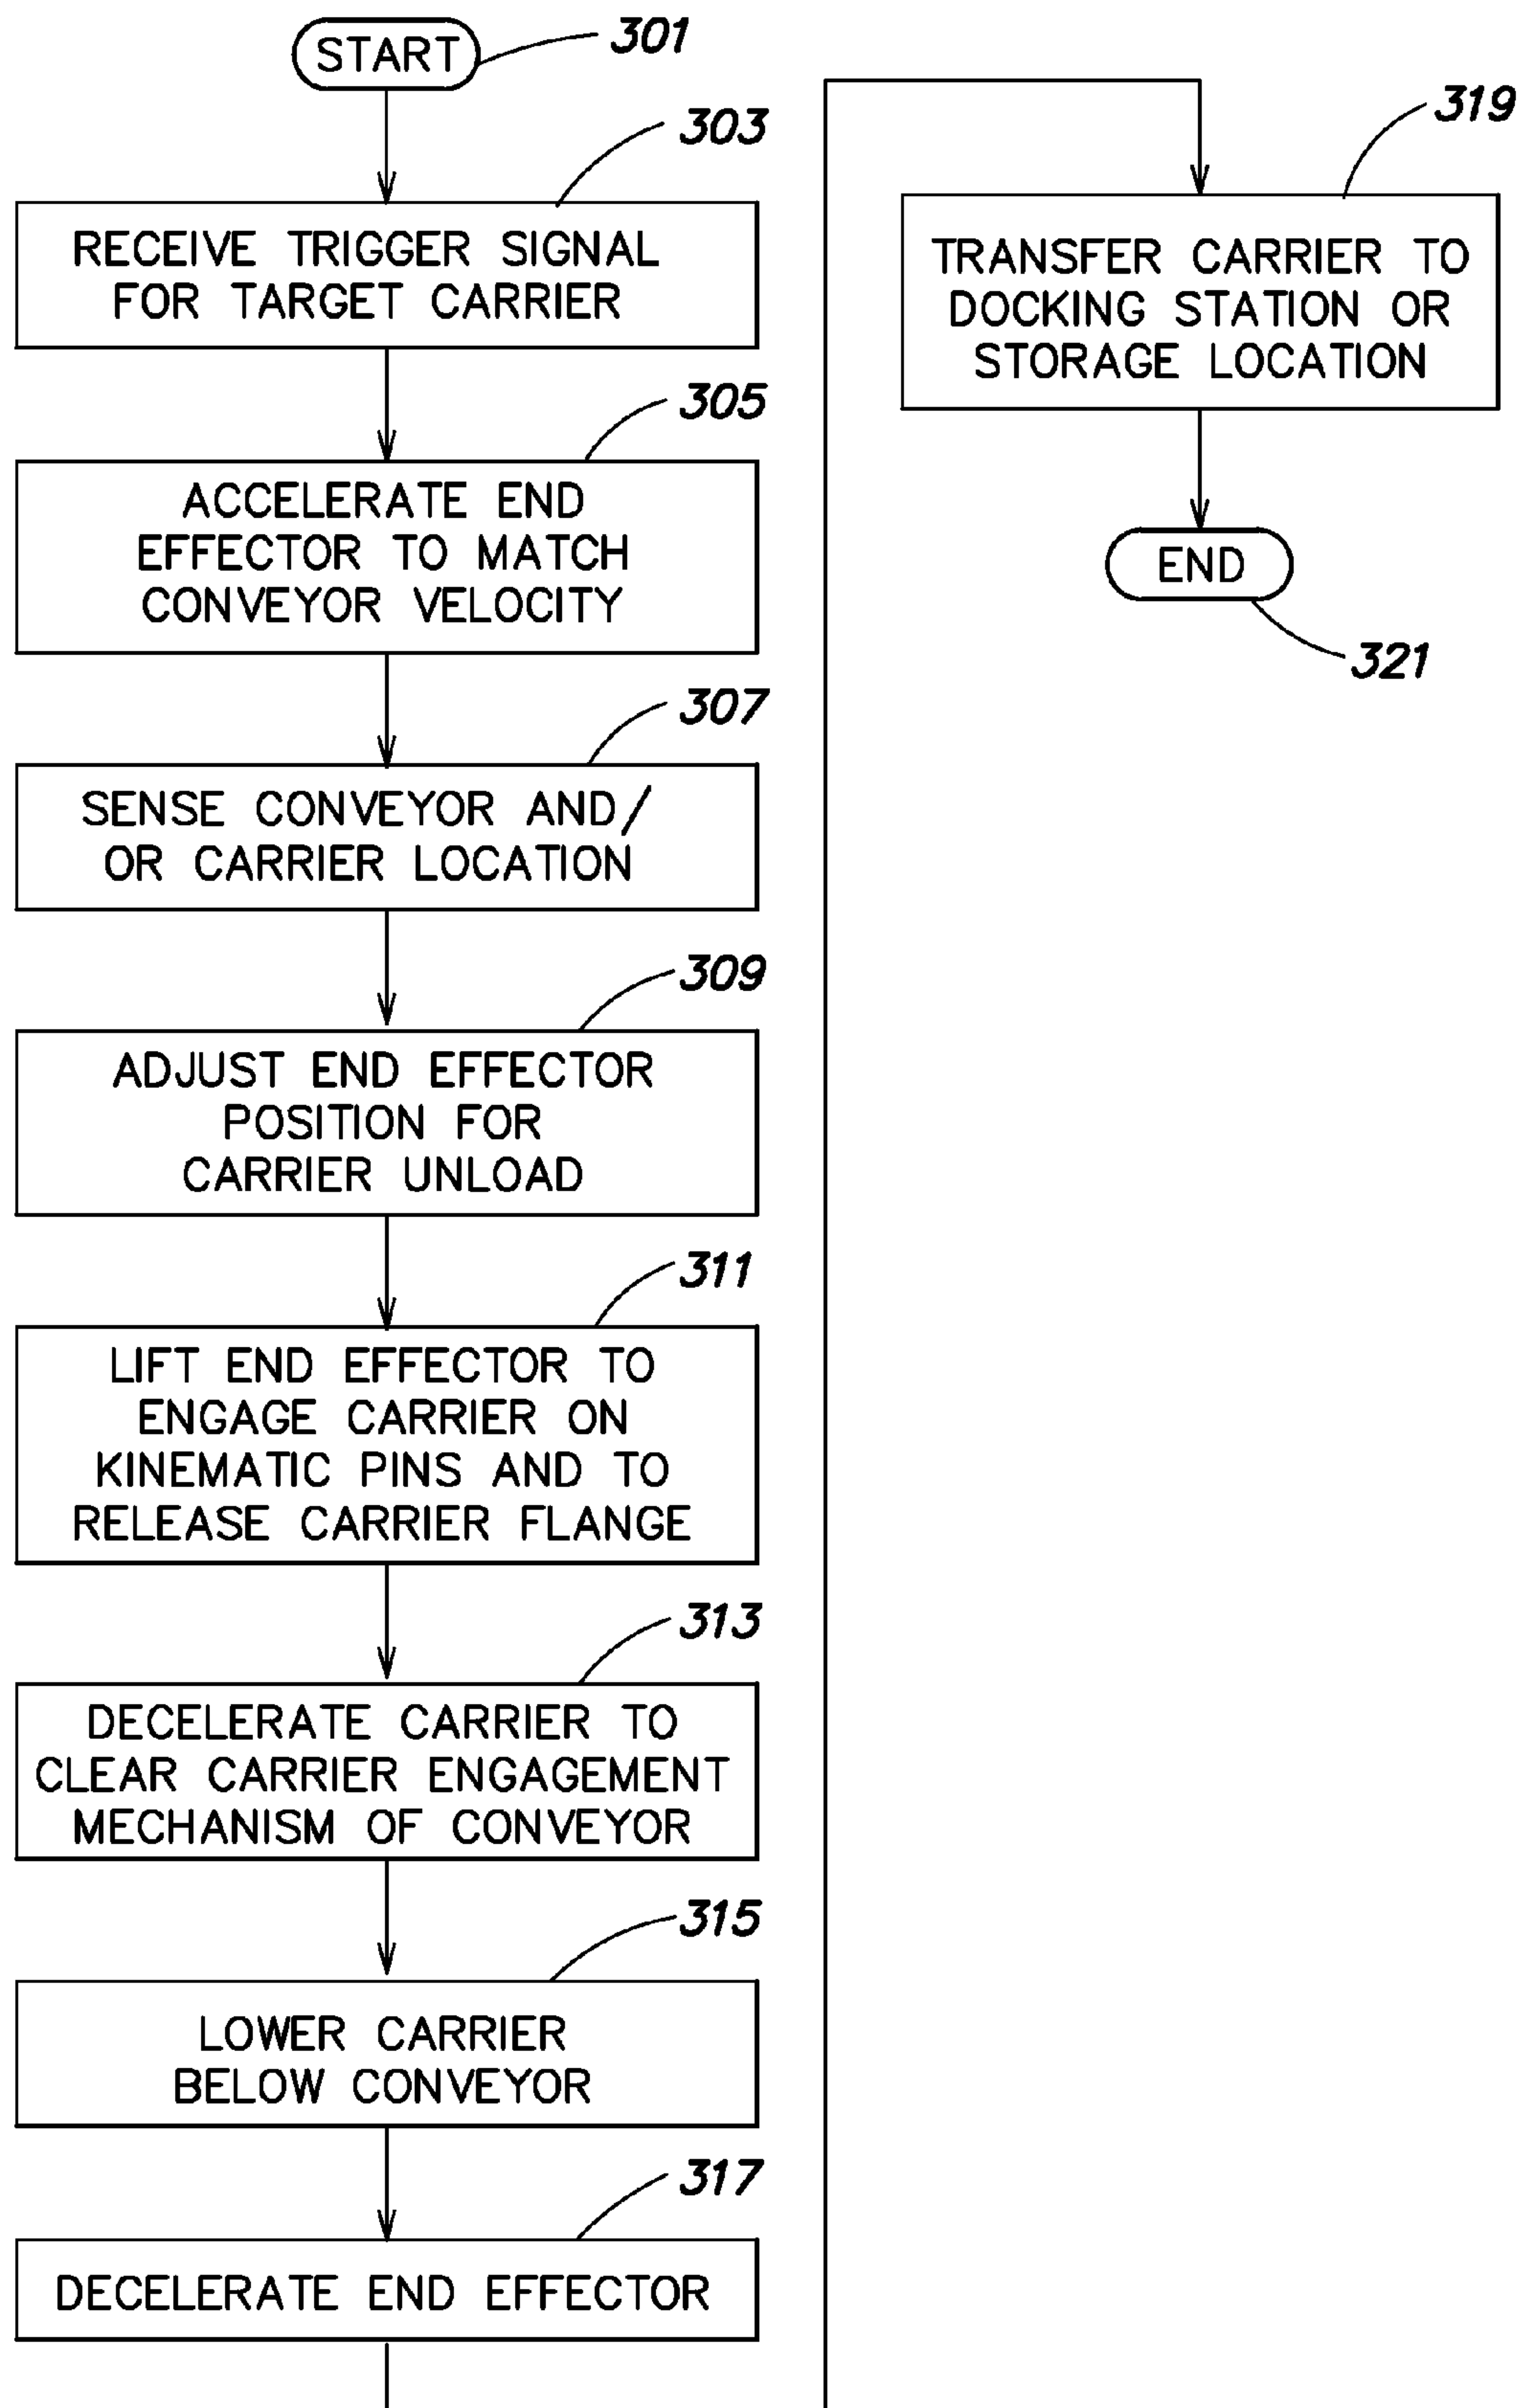 START
301
303
RECEIVE TRIGGER SIGNAL
FOR TARGET CARRIER
305
ACCELERATE END
EFFECTOR TO MATCH
CONVEYOR VELOCITY
307
SENSE CONVEYOR AND/
OR CARRIER LOCATION
309
ADJUST END EFFECTOR
POSITION FOR
CARRIER UNLOAD
311
LIFT END EFFECTOR TO
ENGAGE CARRIER ON
KINEMATIC PINS AND TO
RELEASE CARRIER FLANGE
313
DECELERATE CARRIER TO
CLEAR CARRIER ENGAGEMENT
MECHANISM OF CONVEYOR
315
LOWER CARRIER
BELOW CONVEYOR
317
DECELERATE END EFFECTOR
319
TRANSFER CARRIER TO
DOCKING STATION OR
STORAGE LOCATION
END
321